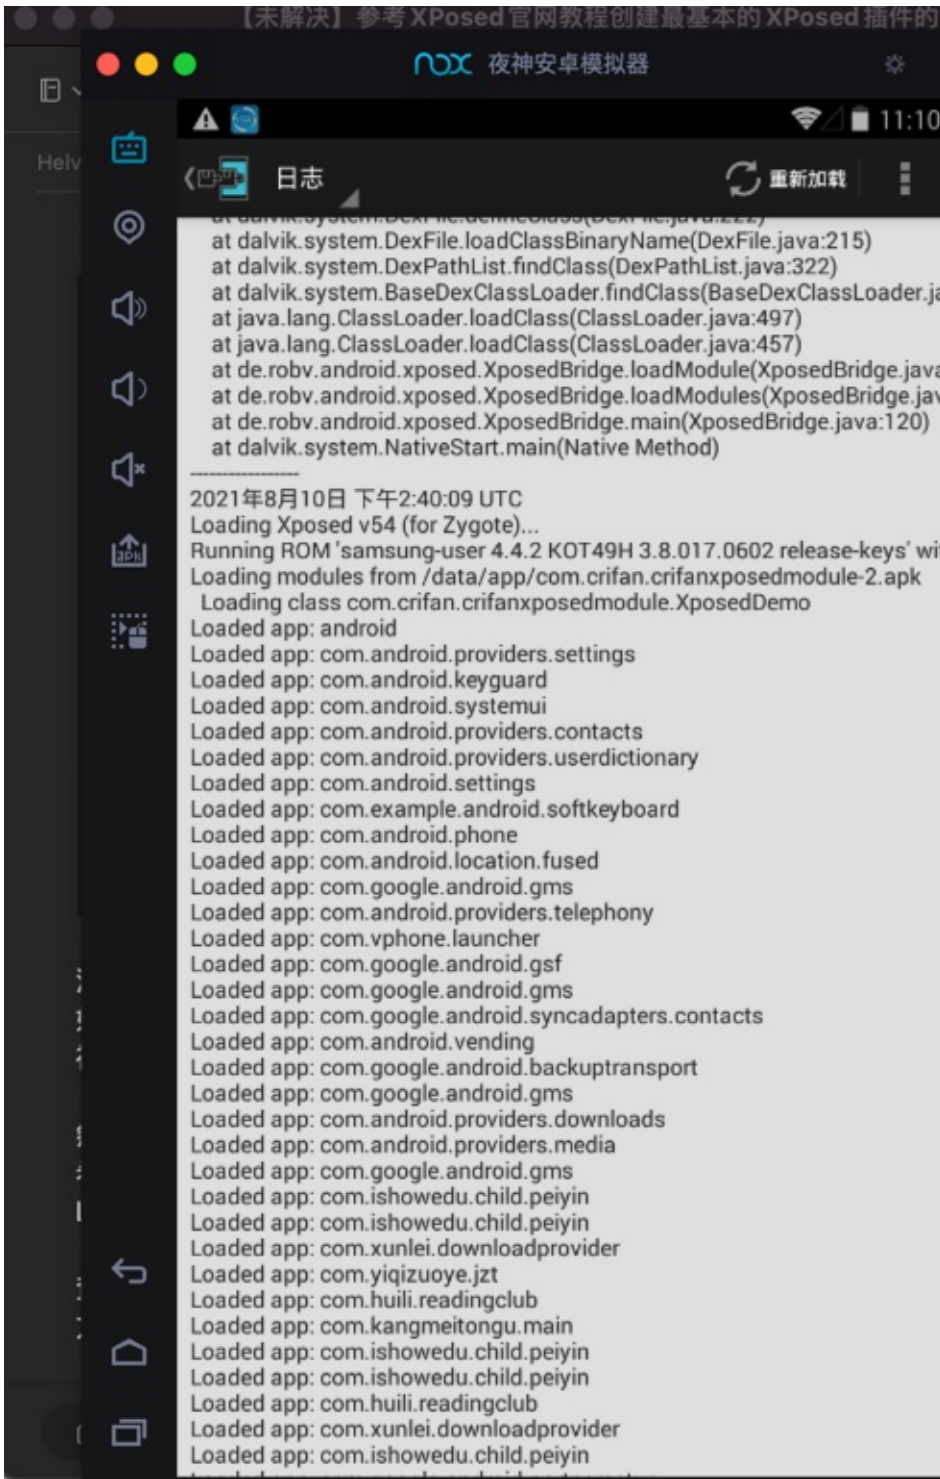 【未解决】参考XPosed官网教程创建最基本的XPosed插件的
nox 夜神安卓模拟器
11:10
Helv
日志
重新加载
at dalvik.system.DexFile.defineClass(DexFile.java:222)
at dalvik.system.DexFile.loadClassBinaryName(DexFile.java:215)
at dalvik.system.DexPathList.findClass(DexPathList.java:322)
at dalvik.system.BaseDexClassLoader.findClass(BaseDexClassLoader.ja
at java.lang.ClassLoader.loadClass(ClassLoader.java:497)
at java.lang.ClassLoader.loadClass(ClassLoader.java:457)
at de.robv.android.xposed.XposedBridge.loadModule(XposedBridge.java
at de.robv.android.xposed.XposedBridge.loadModules(XposedBridge.jav
at de.robv.android.xposed.XposedBridge.main(XposedBridge.java:120)
at dalvik.system.NativeStart.main(Native Method)
-----------------
2021年8月10日 下午2:40:09 UTC
Loading Xposed v54 (for Zygote)...
Running ROM 'samsung-user 4.4.2 KOT49H 3.8.017.0602 release-keys' wi
Loading modules from /data/app/com.crifan.crifanxposedmodule-2.apk
Loading class com.crifan.crifanxposedmodule.XposedDemo
Loaded app: android
Loaded app: com.android.providers.settings
Loaded app: com.android.keyguard
Loaded app: com.android.systemui
Loaded app: com.android.providers.contacts
Loaded app: com.android.providers.userdictionary
Loaded app: com.android.settings
Loaded app: com.example.android.softkeyboard
Loaded app: com.android.phone
Loaded app: com.android.location.fused
Loaded app: com.google.android.gms
Loaded app: com.android.providers.telephony
Loaded app: com.vphone.launcher
Loaded app: com.google.android.gsf
Loaded app: com.google.android.gms
Loaded app: com.google.android.syncadapters.contacts
Loaded app: com.android.vending
Loaded app: com.google.android.backuptransport
Loaded app: com.google.android.gms
Loaded app: com.android.providers.downloads
Loaded app: com.android.providers.media
Loaded app: com.google.android.gms
Loaded app: com.ishowedu.child.peiyin
Loaded app: com.ishowedu.child.peiyin
Loaded app: com.xunlei.downloadprovider
Loaded app: com.yiqizuoye.jzt
Loaded app: com.huili.readingclub
Loaded app: com.kangmeitongu.main
Loaded app: com.ishowedu.child.peiyin
Loaded app: com.ishowedu.child.peiyin
Loaded app: com.huili.readingclub
Loaded app: com.xunlei.downloadprovider
Loaded app: com.ishowedu.child.peiyin